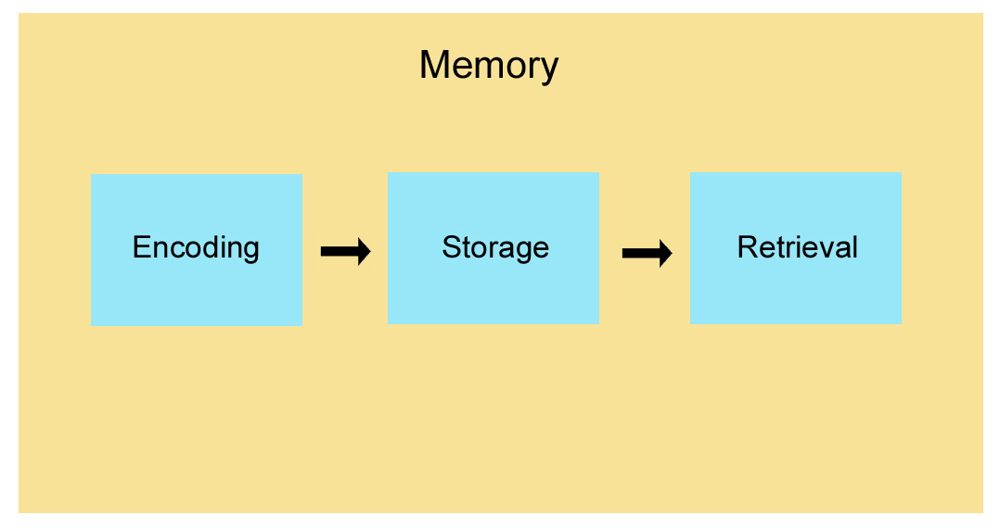 Memory
Encoding
Storage
Retrieval